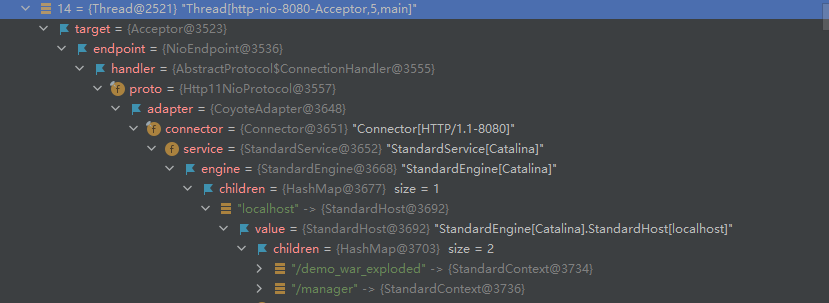 14 = {Thread@2521} "Thread[http-nio-8080-Acceptor,5,main]"
target = {Acceptor@3523}
endpoint = {NioEndpoint@3536}
handler = {AbstractProtocol$ConnectionHandler@3555}
f proto = {Http11NioProtocol@3557}
adapter = {CoyoteAdapter@3648}
f connector = {Connector@3651} "Connector[HTTP/1.1-8080]"
f service = {StandardService@3652} "StandardService[Catalina]"
engine = {StandardEngine@3668} "StandardEngine[Catalina]"
children = {HashMap@3677} size = 1
"localhost" -> {StandardHost@3692}
value = {StandardHost@3692} "StandardEngine[Catalina].StandardHost[localhost]"
children = {HashMap@3703} size = 2
"/demo_war_exploded" -> {StandardContext@3734}
"/manager" -> {StandardContext@3736}